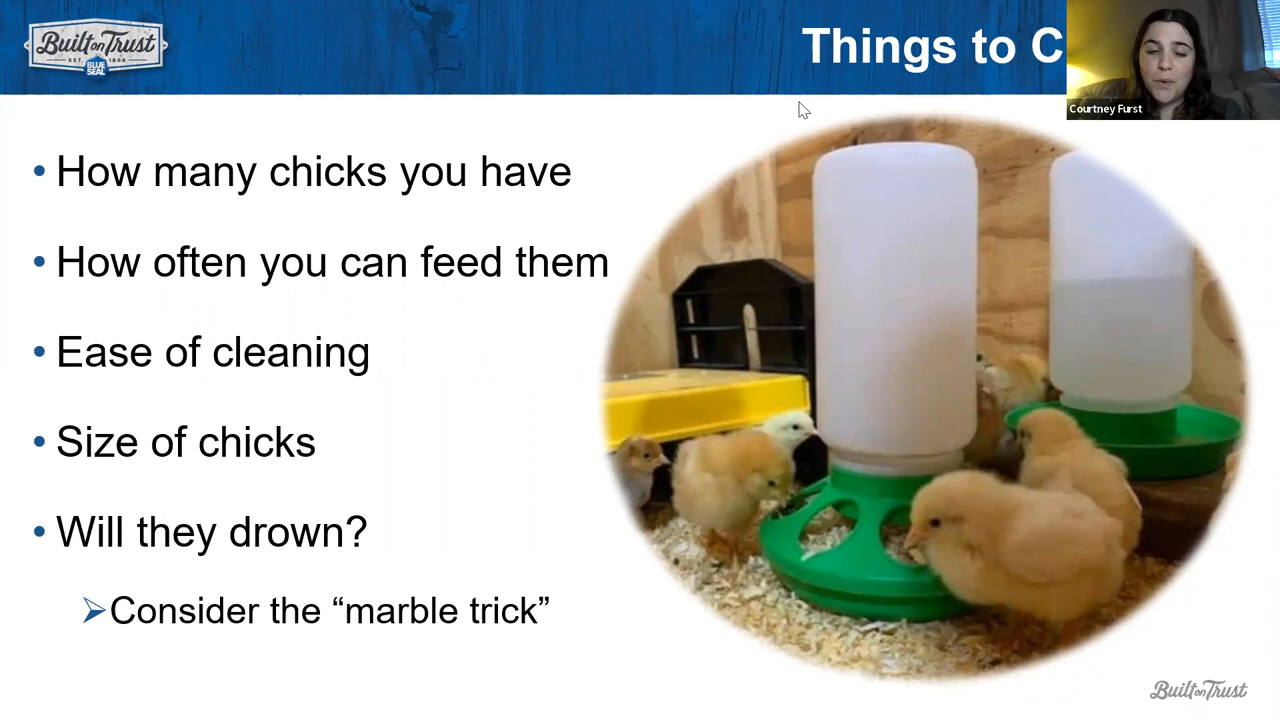 Built on Trust
EST. 1868
BLUE SEAL
Things to C
Courtney Furst
• How many chicks you have
• How often you can feed them
• Ease of cleaning
• Size of chicks
• Will they drown?
➢Consider the “marble trick”
Built on Trust